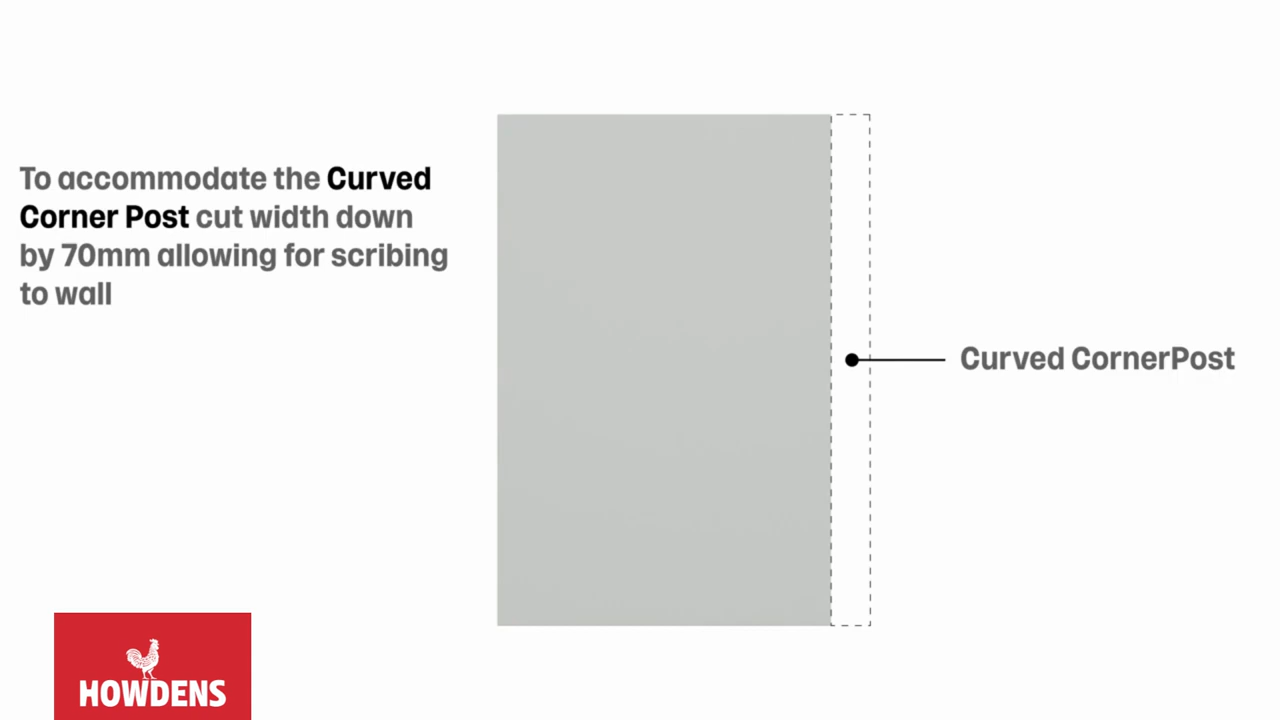 To accommodate the Curved
Corner Post cut width down
by 70mm allowing for scribing
to wall
Curved CornerPost
HOWDENS